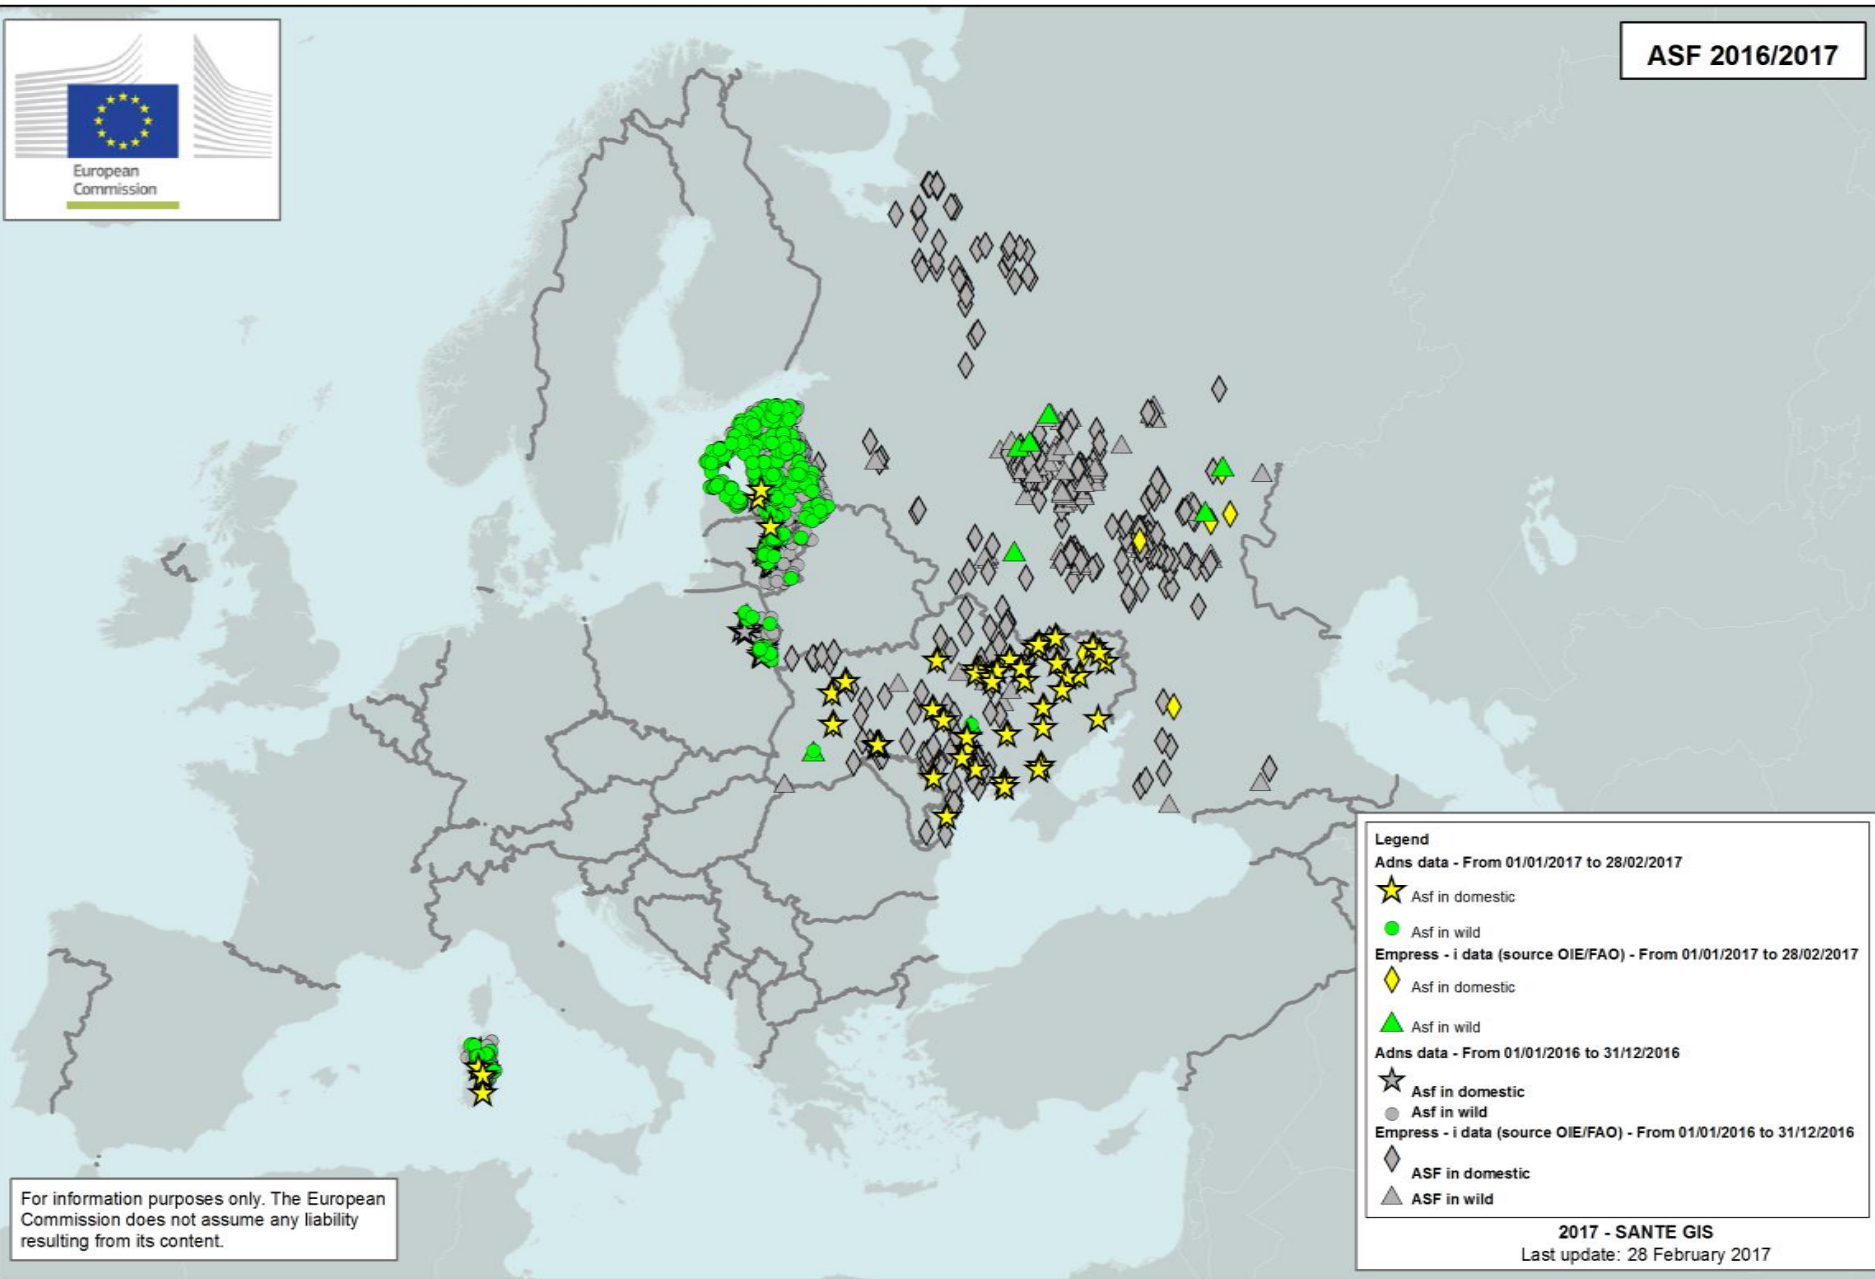 European
Commission
ASF 2016/2017
Legend
Adns data - From 01/01/2017 to 28/02/2017
Asf in domestic
Asf in wild
Empress - i data (source OIE/FAO) - From 01/01/2017 to 28/02/2017
Asf in domestic
Asf in wild
Adns data - From 01/01/2016 to 31/12/2016
Asf in domestic
Asf in wild
Empress - i data (source OIE/FAO) - From 01/01/2016 to 31/12/2016
ASF in domestic
ASF in wild
2017 - SANTE GIS
Last update: 28 February 2017
For information purposes only. The European
Commission does not assume any liability
resulting from its content.